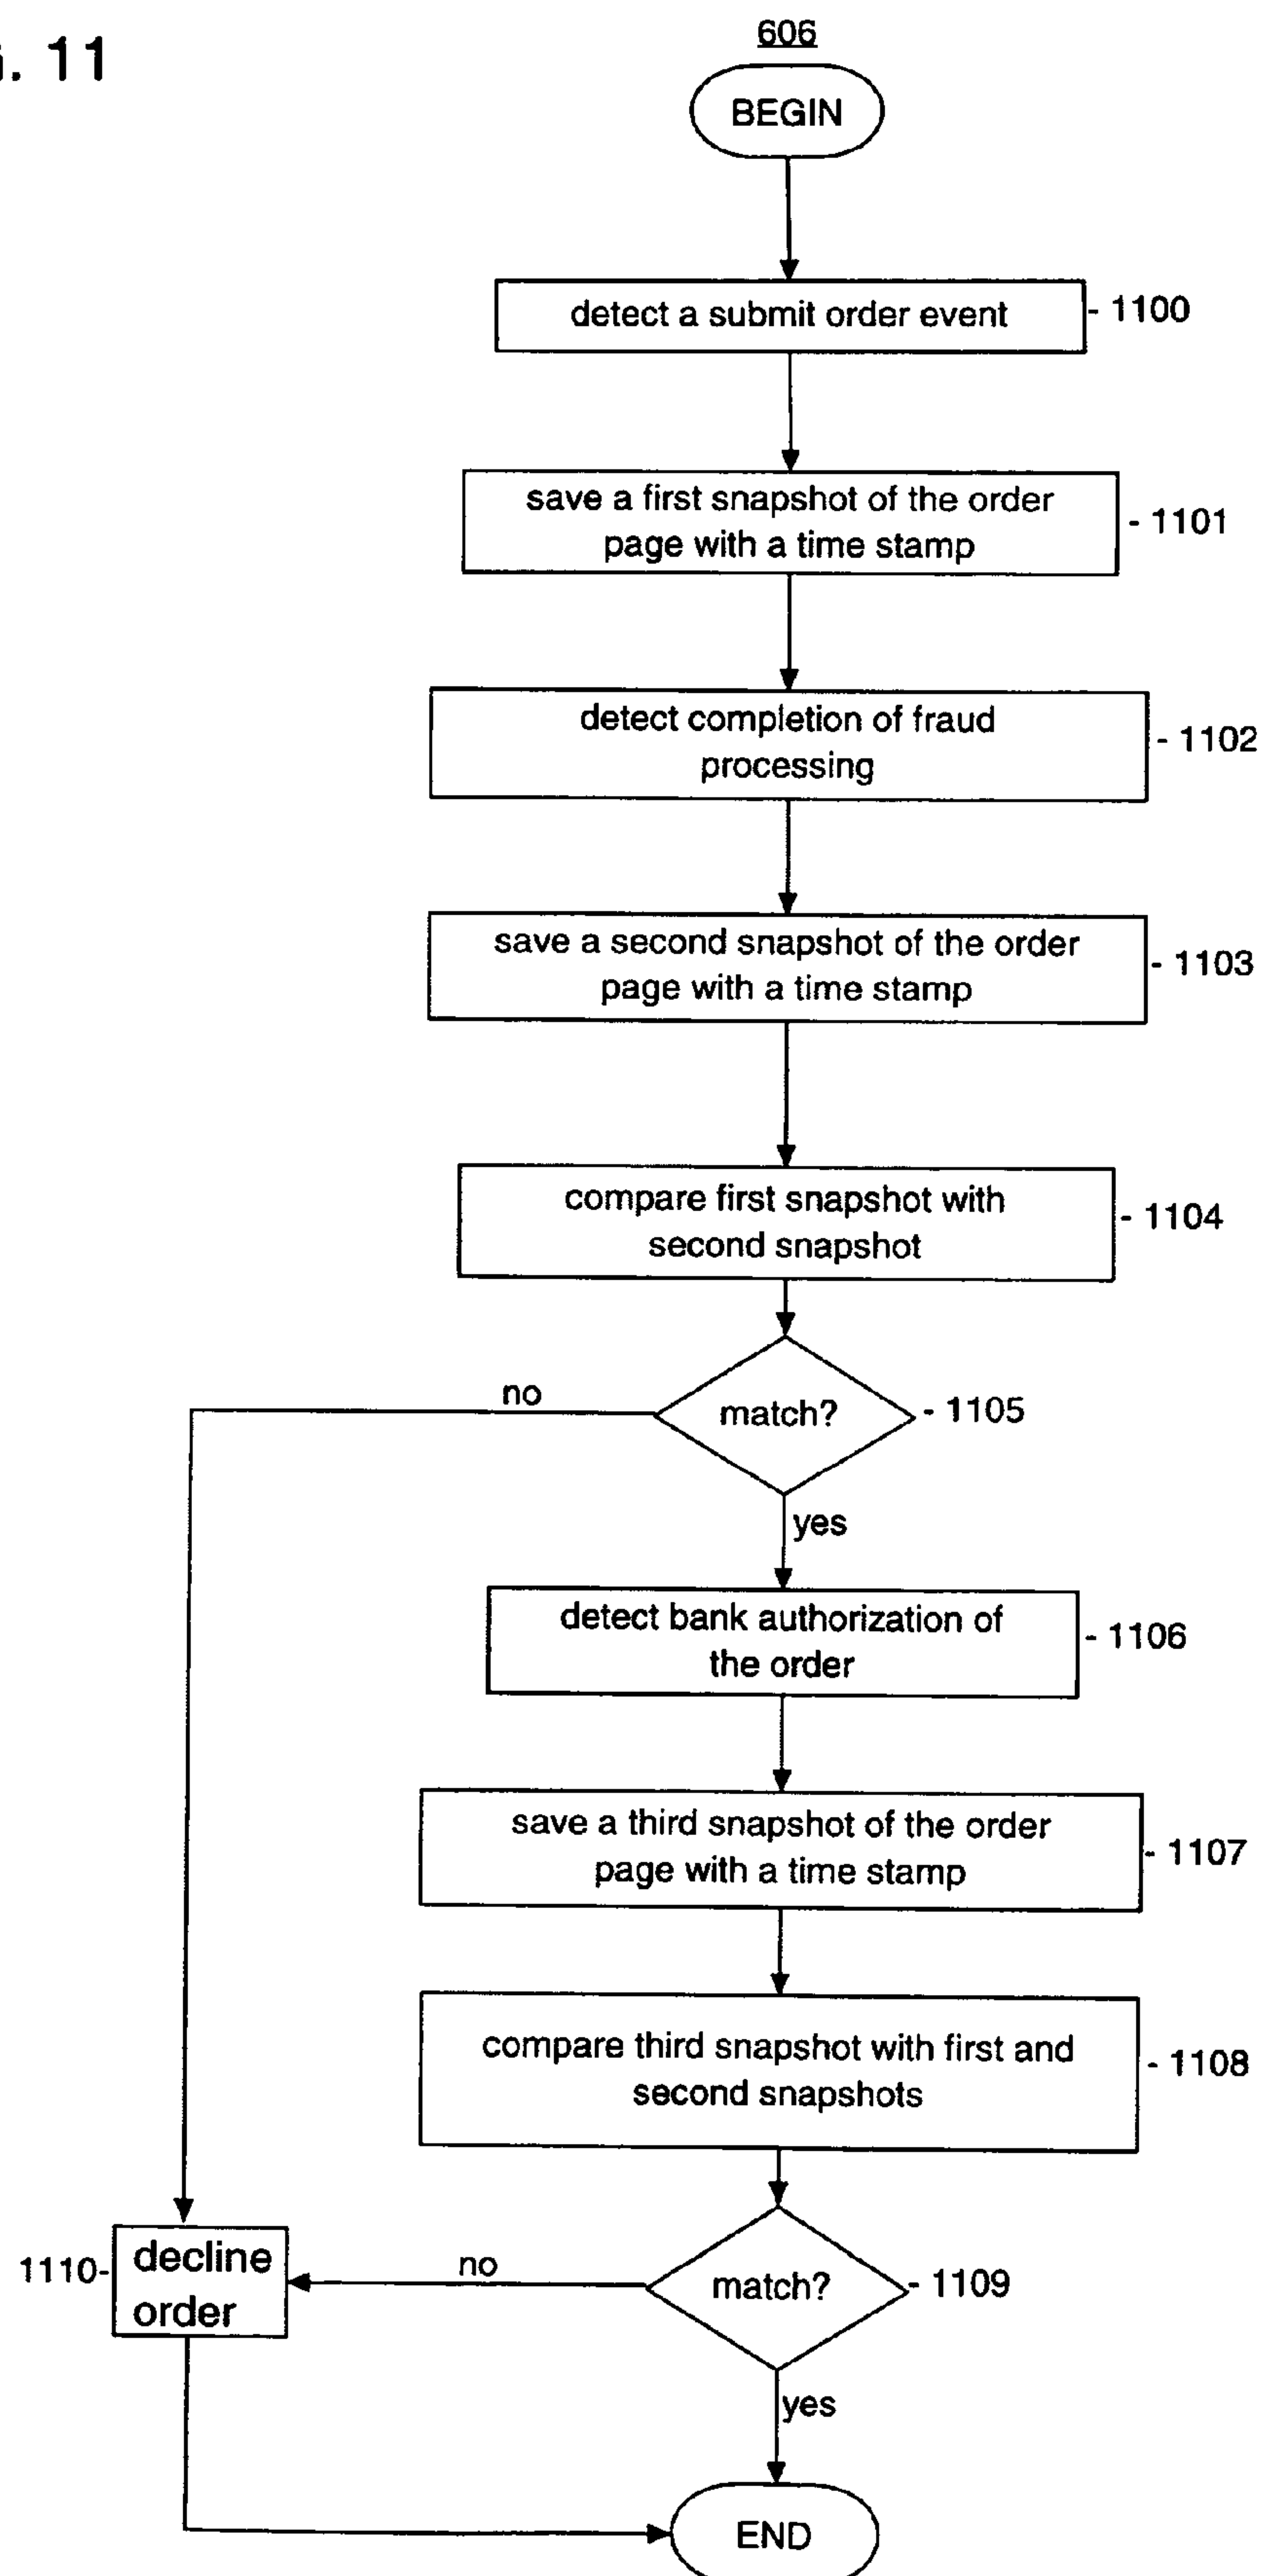 . 11
606
BEGIN
detect a submit order event
- 1100
save a first snapshot of the order
page with a time stamp
- 1101
detect completion of fraud
processing
- 1102
save a second snapshot of the order
page with a time stamp
- 1103
compare first snapshot with
second snapshot
- 1104
no
match?
- 1105
yes
detect bank authorization of
the order
- 1106
save a third snapshot of the order
page with a time stamp
- 1107
compare third snapshot with first and
second snapshots
- 1108
1110-
decline
order
no
match?
- 1109
yes
END